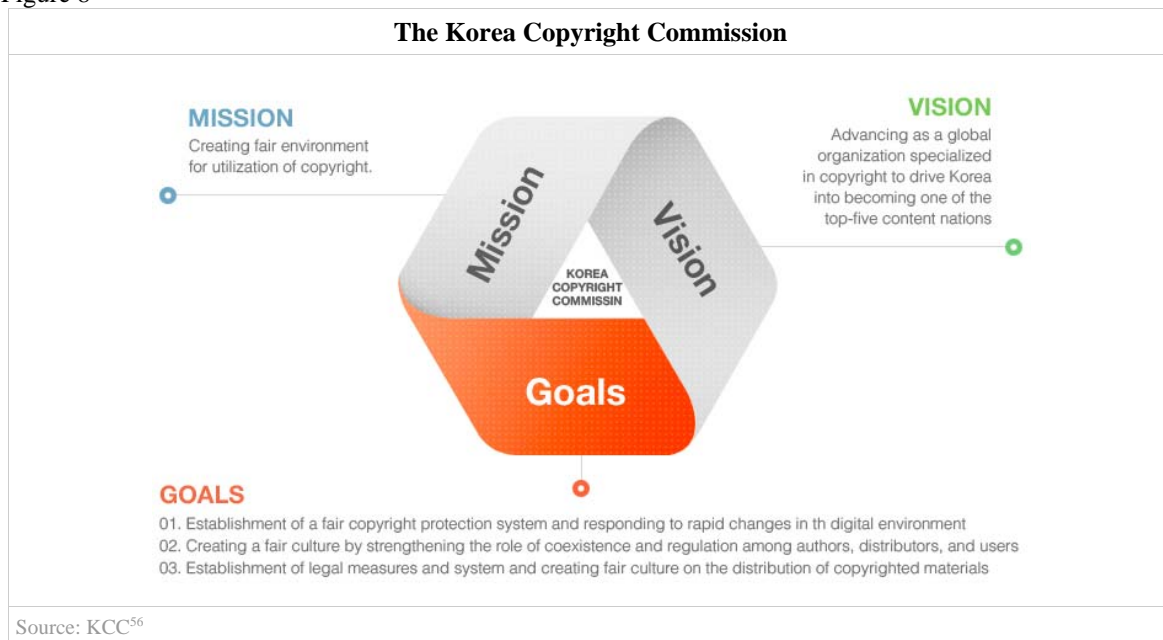 Figure 8
The Korea Copyright Commission
MISSION
Creating fair environment
for utilization of copyright.
VISION
Advancing as a global
organization specialized
in copyright to drive Korea
into becoming one of the
top-five content nations
Mission
Vision
KOREA
COPYRIGHT
COMMISSIN
Goals
GOALS
01. Establishment of a fair copyright protection system and responding to rapid changes in th digital environment
02. Creating a fair culture by strengthening the role of coexistence and regulation among authors, distributors, and users
03. Establishment of legal measures and system and creating fair culture on the distribution of copyrighted materials
Source: KCC56